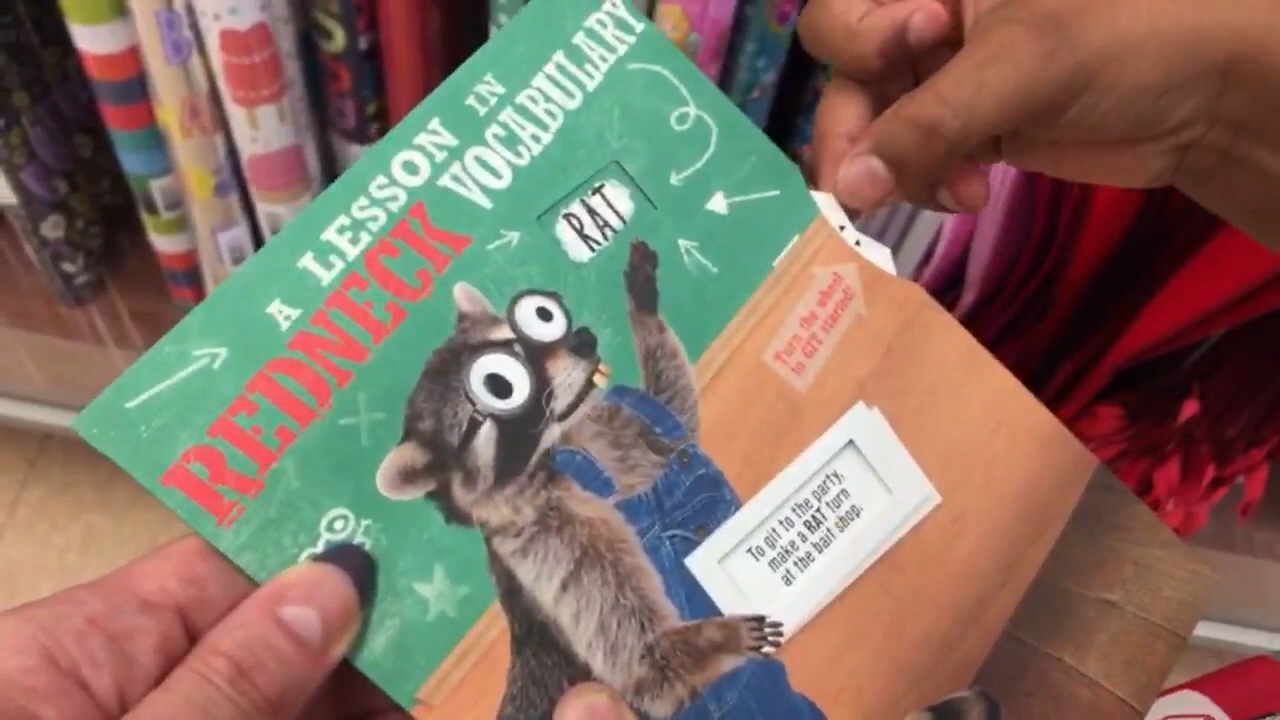 A LESSON IN
REDNECK VOCABULARY
RAT
Turn the wheel
to GIT started!
To git to the party,
make a RAT turn
at the bait shop.